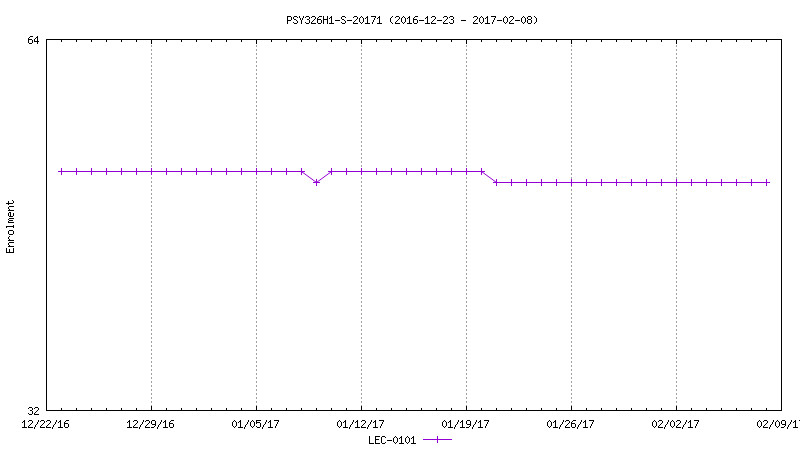 PSY326H1-S-20171 (2016-12-23 - 2017-02-08)
64
Enrolment
32
12/22/16 12/29/16 01/05/17 01/12/17 01/19/17 01/26/17 02/02/17 02/09/1
LEC-0101